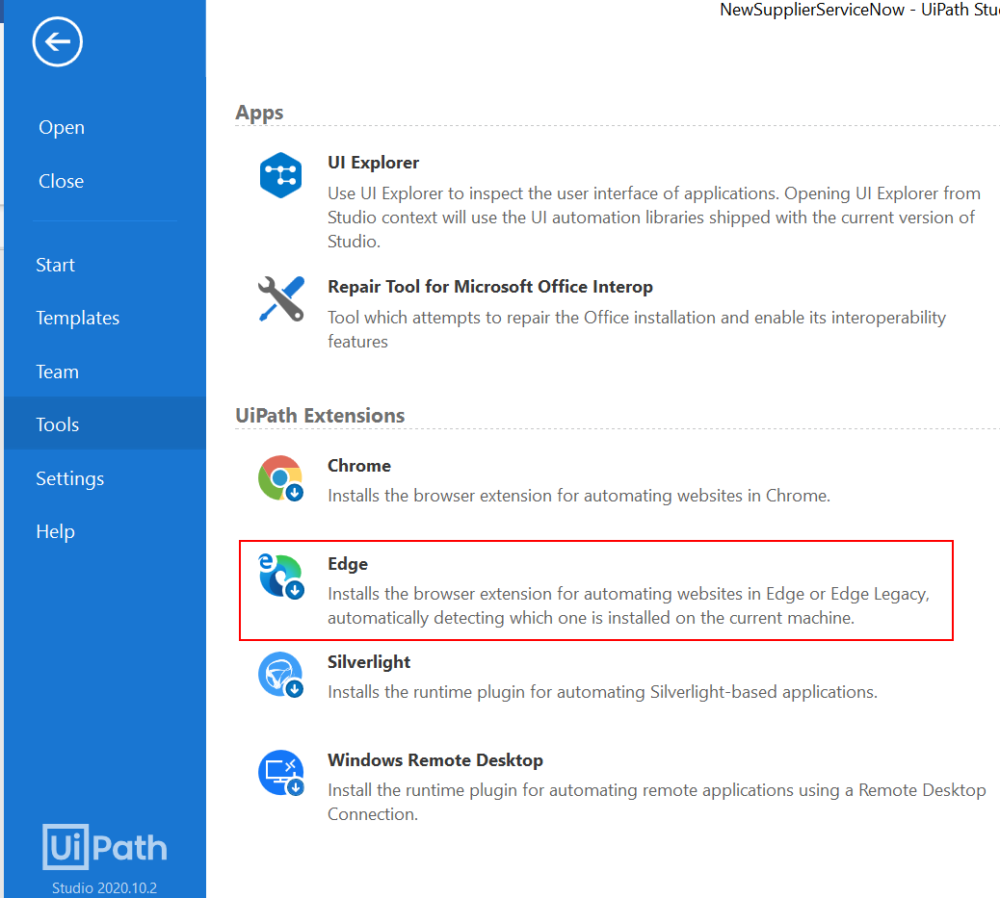 NewSupplierServiceNow - UiPath
Open
Close
Start
Templates
Team
Tools
Settings
Help
UiPath
Studio 2020.10.2
Apps
UI Explorer
Use UI Explorer to inspect the user interface of applications. Opening UI Explorer from
Studio context will use the UI automation libraries shipped with the current version of
Studio.
Repair Tool for Microsoft Office Interop
Tool which attempts to repair the Office installation and enable its interoperability
features
UiPath Extensions
Chrome
Installs the browser extension for automating websites in Chrome.
Edge
Installs the browser extension for automating websites in Edge or Edge Legacy,
automatically detecting which one is installed on the current machine.
Silverlight
Installs the runtime plugin for automating Silverlight-based applications.
Windows Remote Desktop
Install the runtime plugin for automating remote applications using a Remote Desktop
Connection.